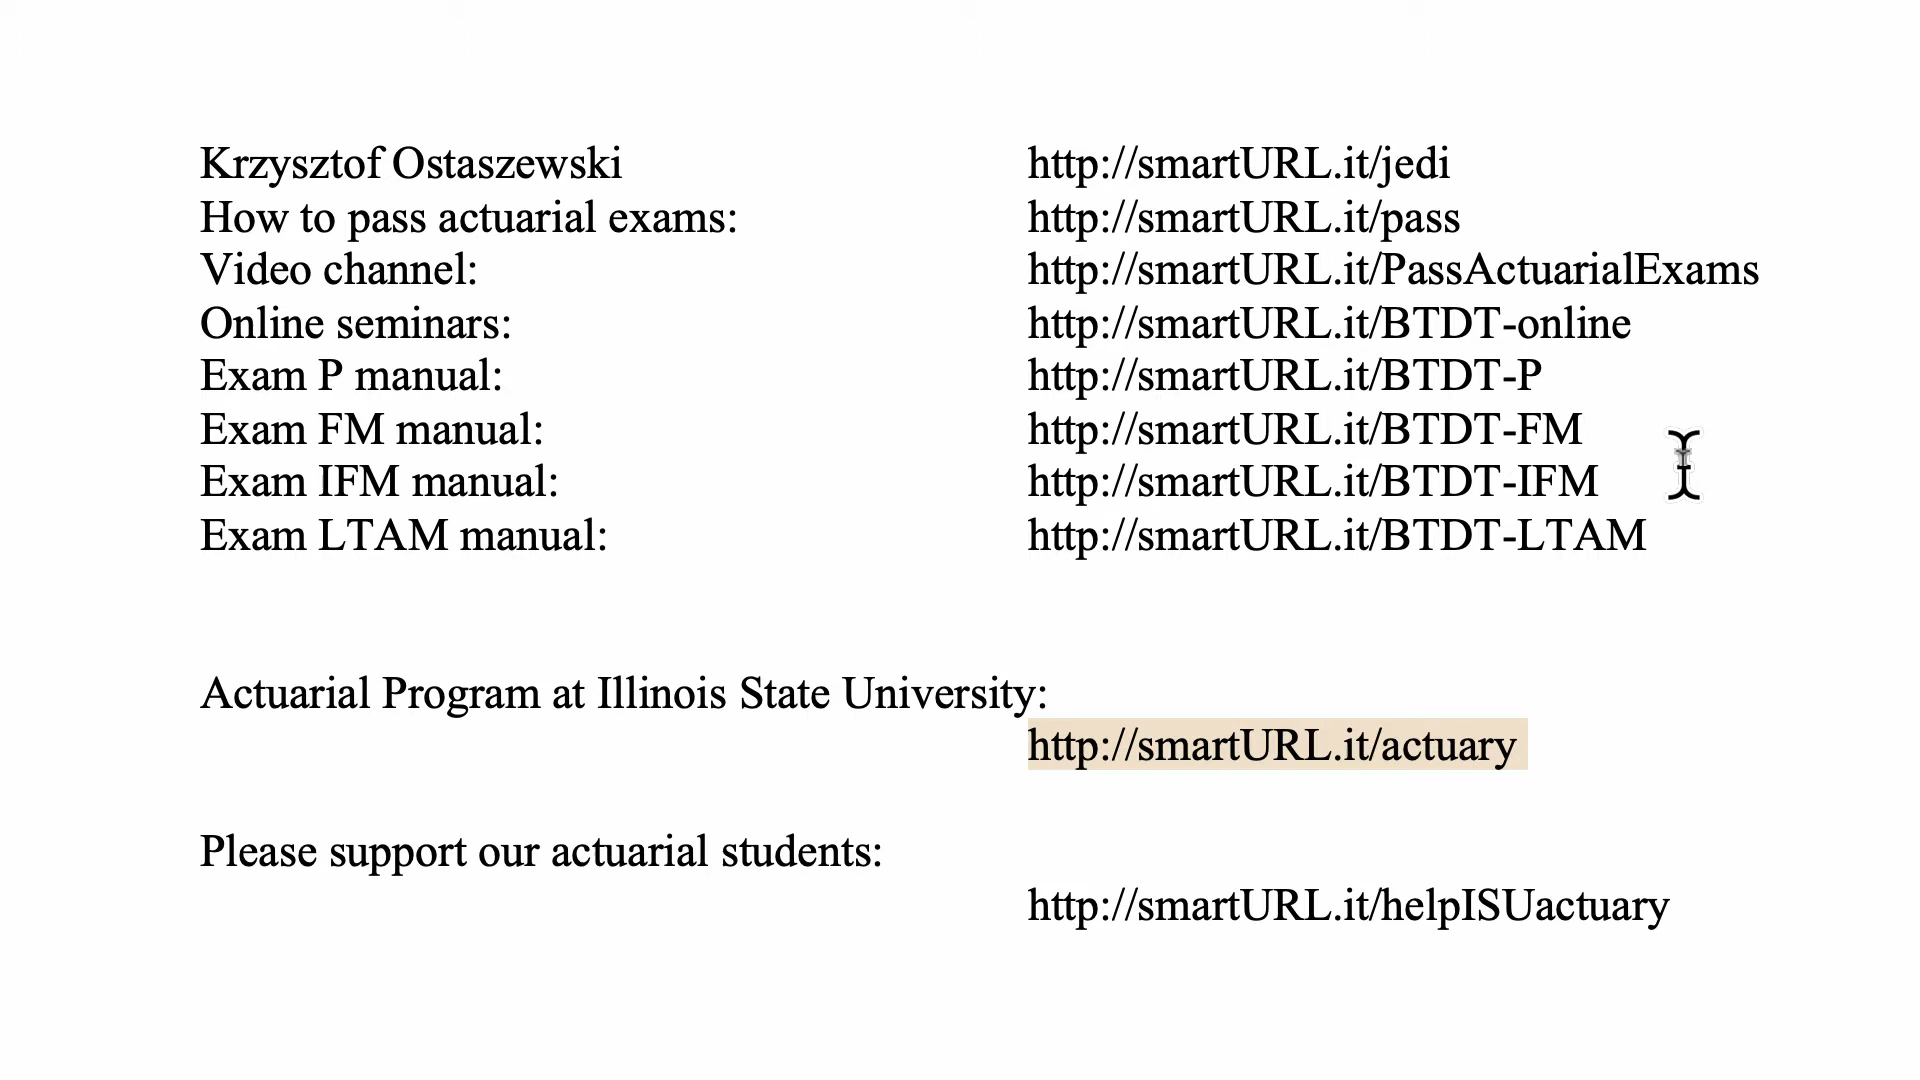 Krzysztof Ostaszewski http://smartURL.it/jedi
How to pass actuarial exams: http://smartURL.it/pass
Video channel: http://smartURL.it/PassActuarialExams
Online seminars: http://smartURL.it/BTDT-online
Exam P manual: http://smartURL.it/BTDT-P
Exam FM manual: http://smartURL.it/BTDT-FM
Exam IFM manual: http://smartURL.it/BTDT-IFM
Exam LTAM manual: http://smartURL.it/BTDT-LTAM
Actuarial Program at Illinois State University:
http://smartURL.it/actuary
Please support our actuarial students:
http://smartURL.it/helpISUactuary